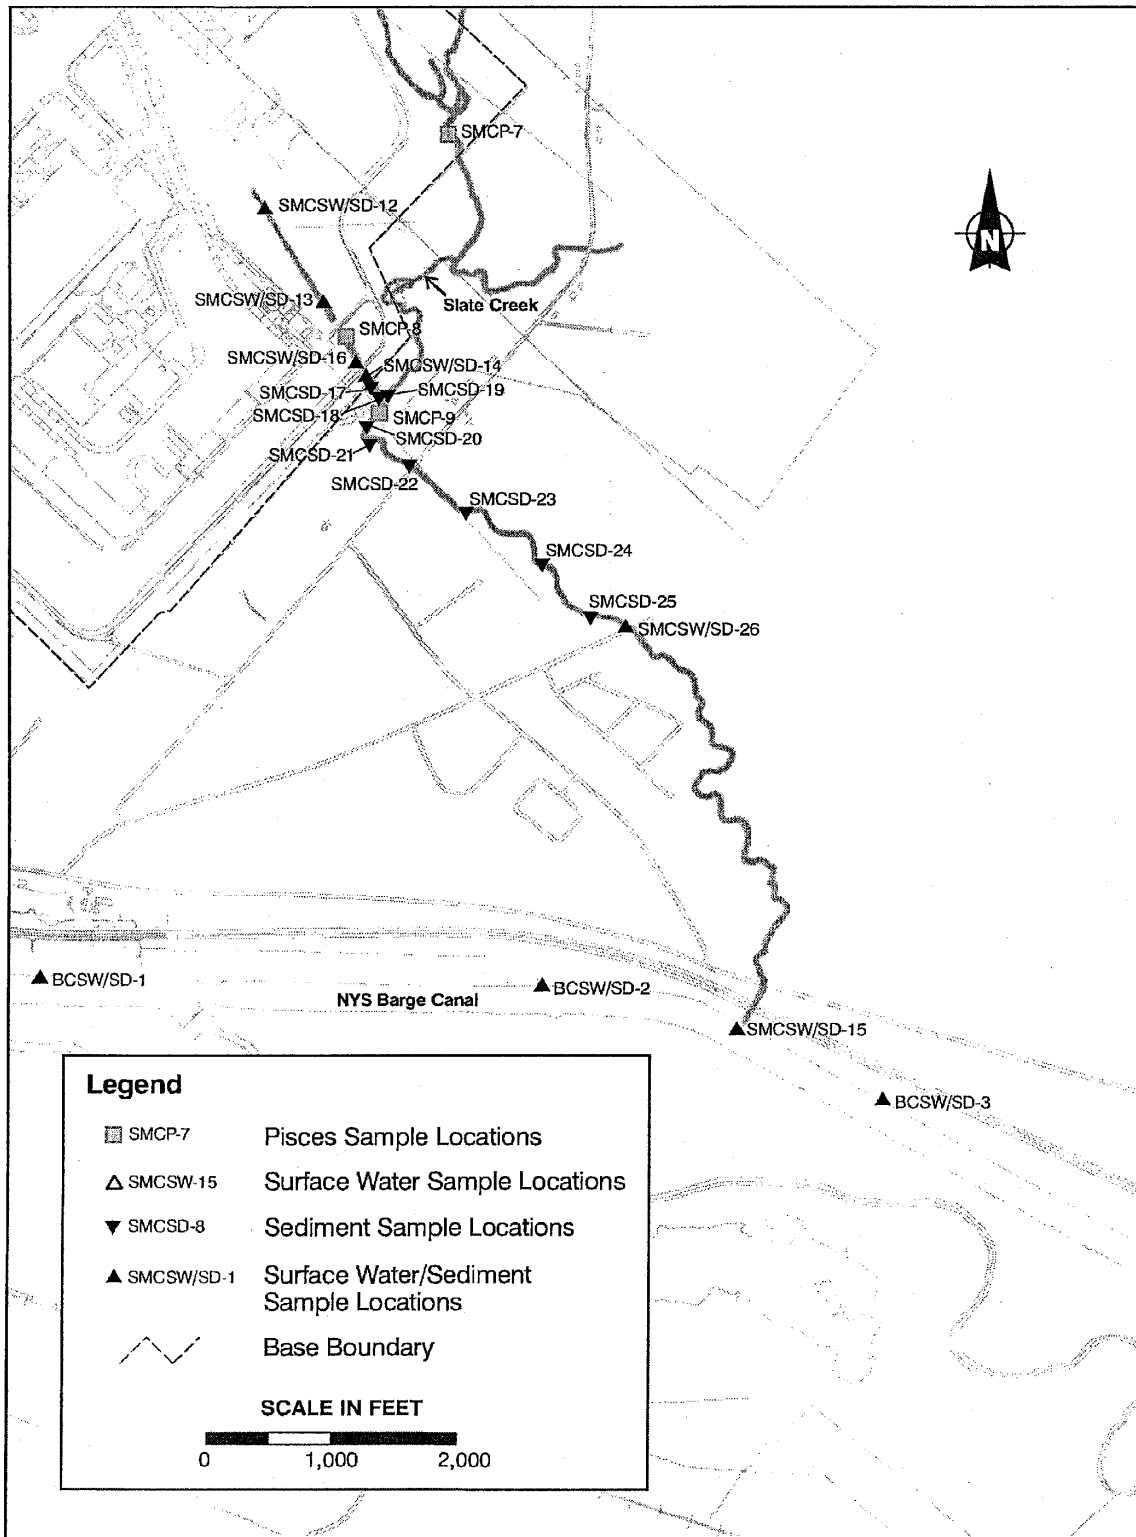 SMCP-7
SMCSW/SD-12
N
SMCSW/SD-13
Slate Creek
SMCP-8
SMCSW/SD-16
SMCSW/SD-14
SMCSD-17
SMCSD-19
SMCSD-18
SMCP-9
SMCSD-20
SMCSD-21
SMCSD-22
SMCSD-23
SMCSD-24
SMCSD-25
SMCSW/SD-26
BCSW/SD-1
BCSW/SD-2
NYS Barge Canal
SMCSW/SD-15
BCSW/SD-3
Legend
SMCP-7 Pisces Sample Locations
SMCSW-15 Surface Water Sample Locations
SMCSD-8 Sediment Sample Locations
SMCSW/SD-1 Surface Water/Sediment
Sample Locations
Base Boundary
SCALE IN FEET
0 1,000 2,000